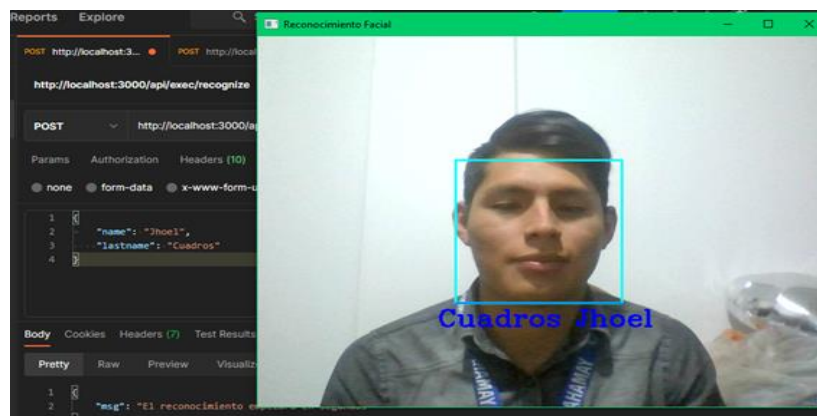 Reports Explore
Reconocimiento Facial
POST http://localhost:3... POST http://local
http://localhost:3000/api/exec/recognize
POST http://localhost:3000/a
Params Authorization Headers (10)
none form-data x-www-form-u
1 {
2 "name": "Jhoel",
3 "lastname": "Cuadros"
4 }
Cuadros Jhoel
Body Cookies Headers (7) Test Results
Pretty Raw Preview Visualiz
1 {
2 "msg": "El reconocimiento